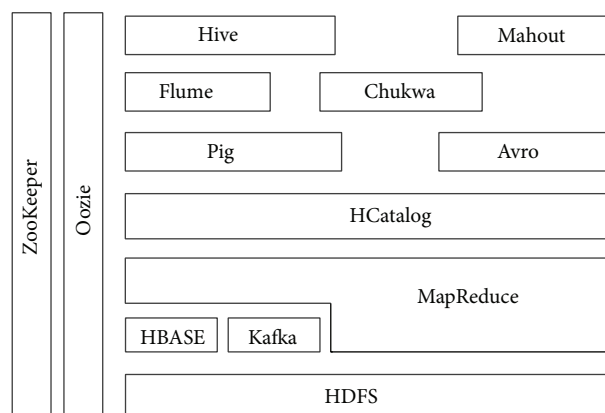 ZooKeeper
Oozie
Hive
Mahout
Flume
Chukwa
Pig
Avro
HCatalog
MapReduce
HBASE
Kafka
HDFS